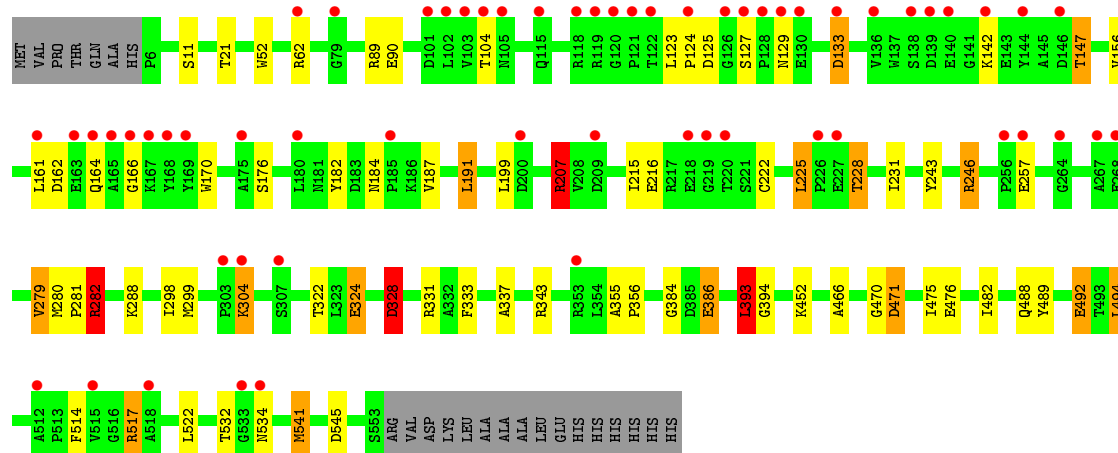 MET VAL PRO THR GLN ALA HIS P6 S11 T21 W52 R62 G79 R89 E90 D101 L102 V103 T104 N105 Q115 R118 R119 G120 P121 T122 L123 P124 D125 G126 S127 P128 N129 E130 D133 V136 W137 S138 D139 E140 G141 K142 E143 Y144 A145 D146 T147 V156
L161 D162 E163 Q164 A165 G166 K167 Y168 Y169 W170 A175 S176 L180 N181 Y182 D183 N184 P185 K186 V187 L191 L199 D200 R207 V208 D209 I215 E216 R217 E218 G219 T220 S221 C222 L225 P226 E227 T228 I231 Y243 R246 P256 E257 G264 A267 E268
V279 M280 P281 R282 K288 I298 M299 P303 K304 S307 T322 L323 E324 D328 R331 A332 F333 A337 R343 R353 L354 A355 P356 G384 D385 E386 L393 G394 K452 A466 G470 D471 I475 E476 I482 Q488 Y489 E492 T493 L494
A512 P513 F514 V515 G516 R517 A518 L522 T532 G533 N534 M541 D545 S553 ARG VAL ASP LYS LEU ALA ALA ALA LEU GLU HIS HIS HIS HIS HIS HIS